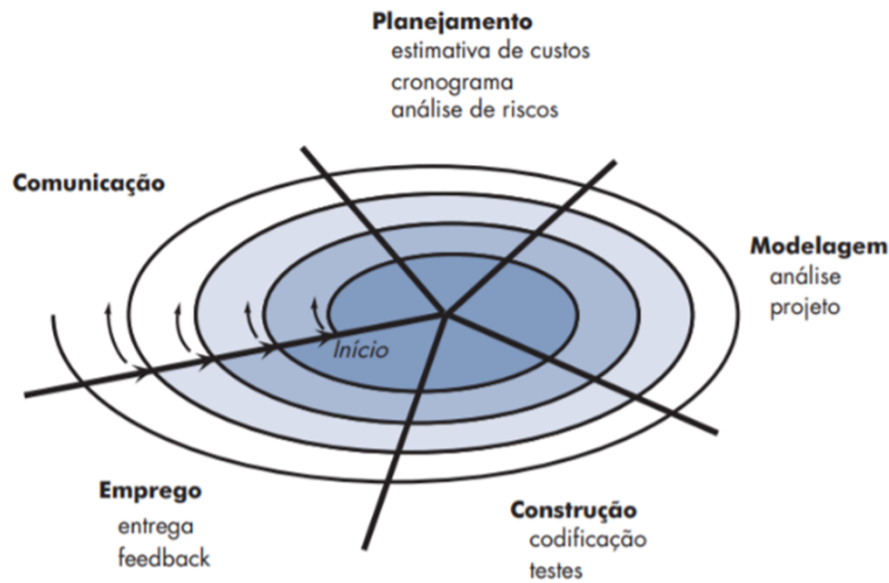 Planejamento
estimativa de custos
cronograma
análise de riscos
Comunicação
Modelagem
análise
projeto
Início
Emprego
entrega
feedback
Construção
codificação
testes